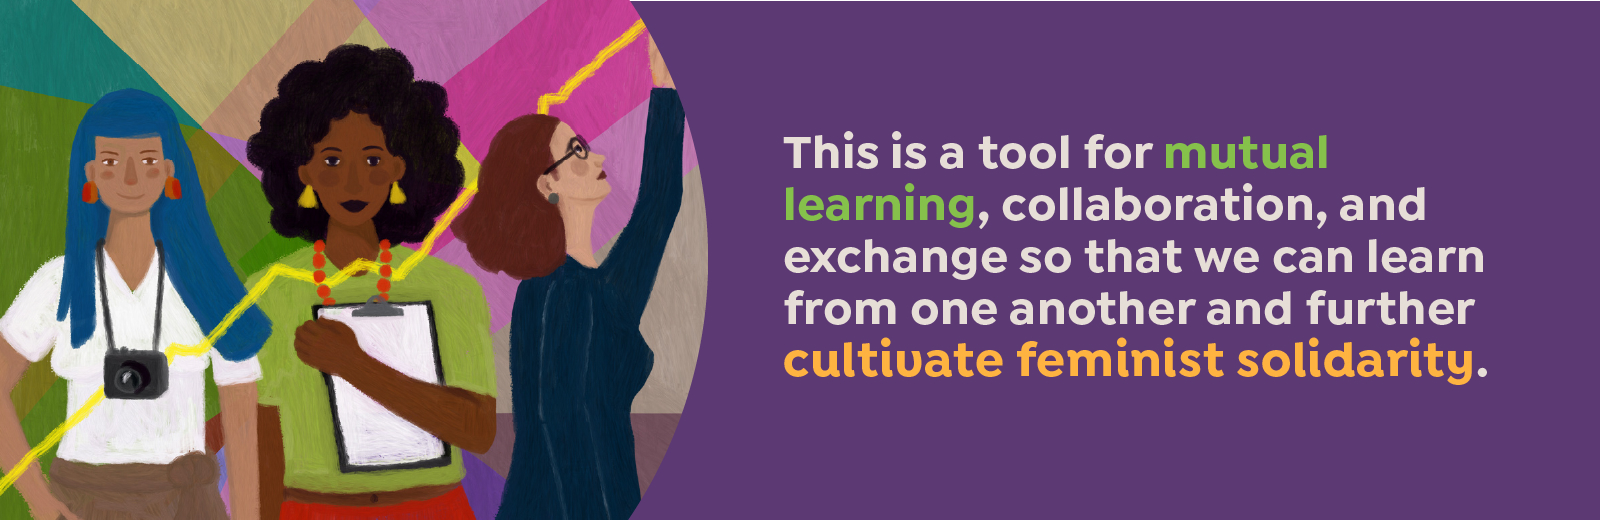 This is a tool for mutual
learning, collaboration, and
exchange so that we can learn
from one another and further
cultivate feminist solidarity.